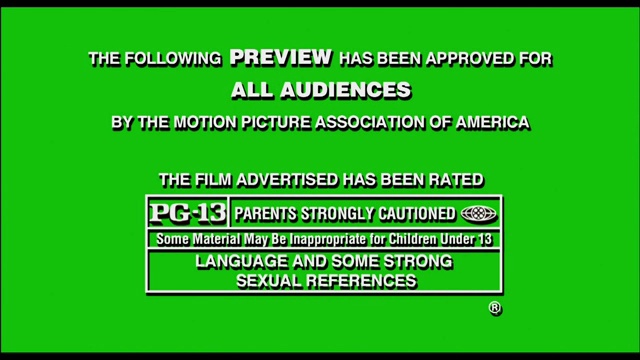 THE FOLLOWING PREVIEW HAS BEEN APPROVED FOR
ALL AUDIENCES
BY THE MOTION PICTURE ASSOCIATION OF AMERICA
THE FILM ADVERTISED HAS BEEN RATED
PG-13 PARENTS STRONGLY CAUTIONED
Some Material May Be Inappropriate for Children Under 13
LANGUAGE AND SOME STRONG
SEXUAL REFERENCES
®